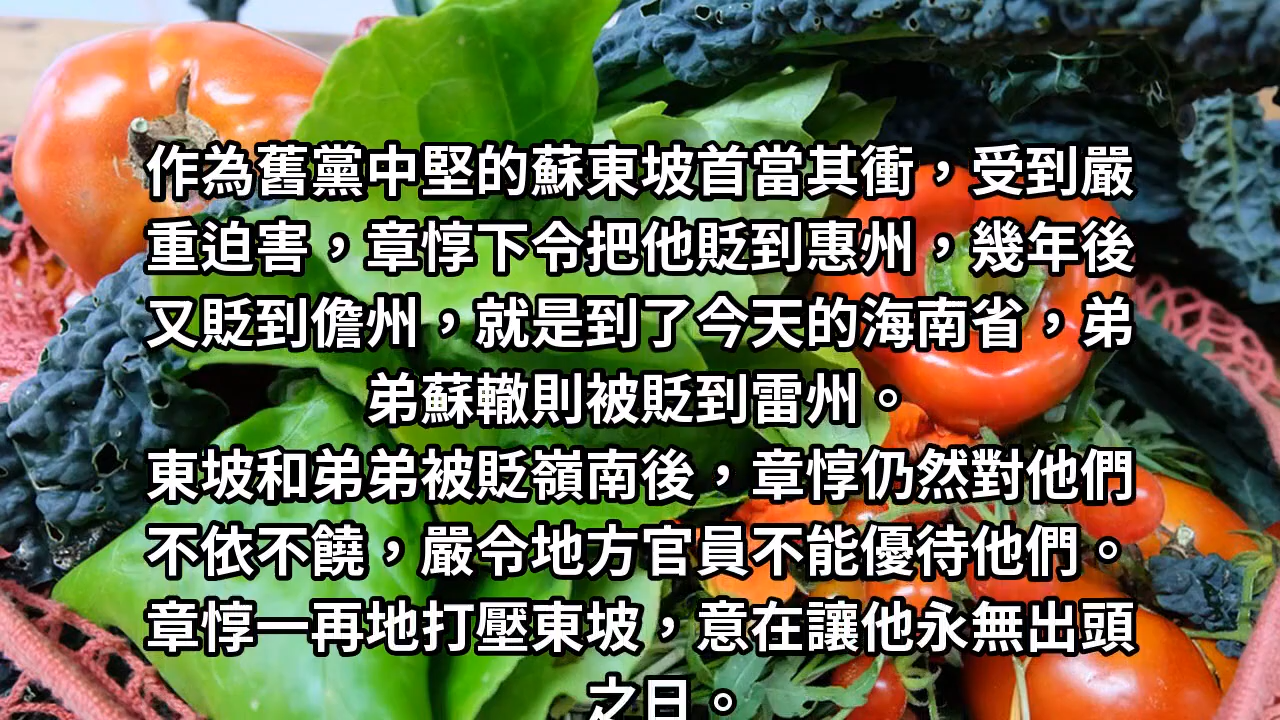 作為舊黨中堅的蘇東坡首當其衝，受到嚴
重迫害，章惇下令把他貶到惠州，幾年後
又貶到儋州，就是到了今天的海南省，弟
弟蘇轍則被貶到雷州。
東坡和弟弟被貶嶺南後，章惇仍然對他們
不依不饒，嚴令地方官員不能優待他們。
章惇一再地打壓東坡，意在讓他永無出頭
之日。